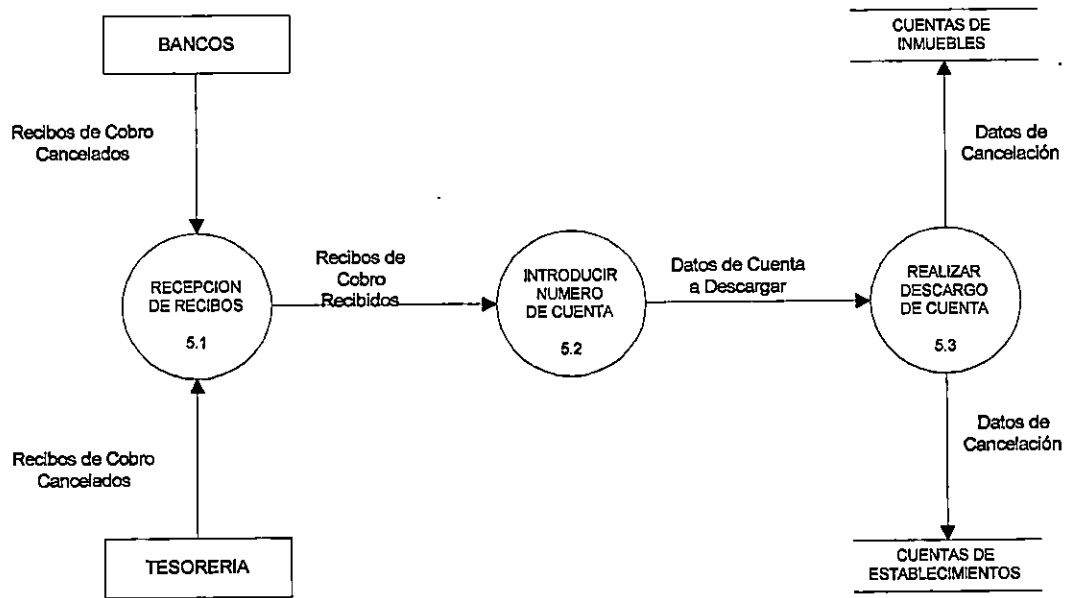 BANCOS
CUENTAS DE
INMUEBLES
Recibos de Cobro
Cancelados
Datos de
Cancelación
RECEPCION
DE RECIBOS
5.1
Recibos de
Cobro
Recibidos
INTRODUCIR
NUMERO
DE CUENTA
5.2
Datos de Cuenta
a Descargar
REALIZAR
DESCARGO
DE CUENTA
5.3
Recibos de Cobro
Cancelados
Datos de
Cancelación
TESORERIA
CUENTAS DE
ESTABLECIMIENTOS